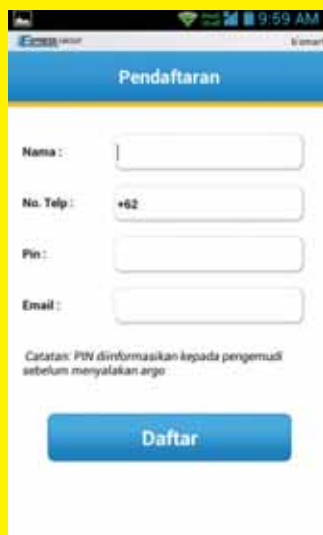 9:59 AM
Pendaftaran
Nama :
No. Telp :
+62
Pin :
Email :
Catatan: PIN diinformasikan kepada pengemudi
sebelum menyalakan argo
Daftar